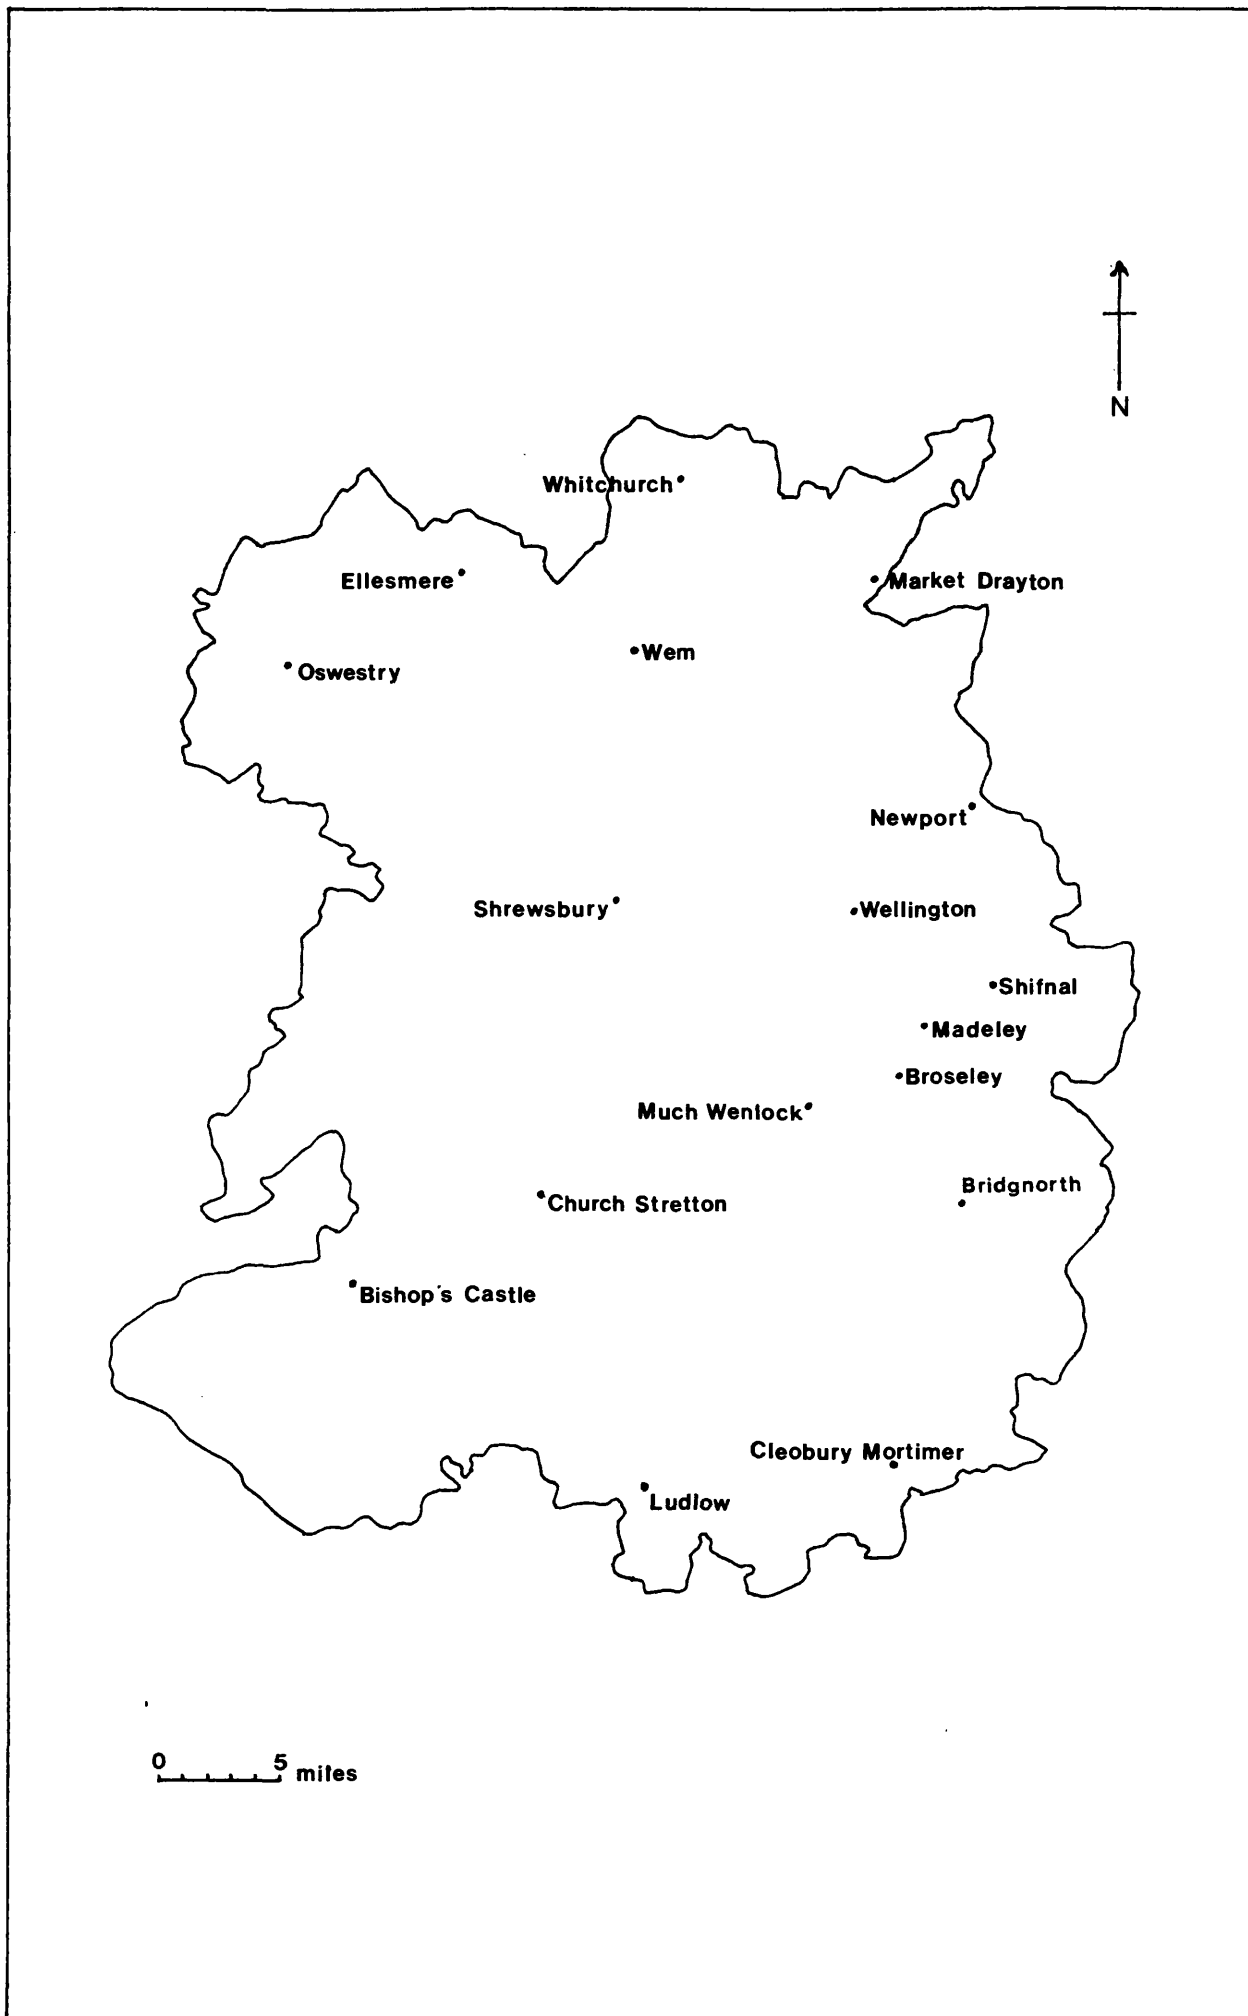 N
Whitchurch
Ellesmere
Market Drayton
Wem
Oswestry
Newport
Shrewsbury
Wellington
Shifnal
Madeley
Broseley
Much Wenlock
Bridgnorth
Church Stretton
Bishop's Castle
Cleobury Mortimer
Ludlow
0 5 miles